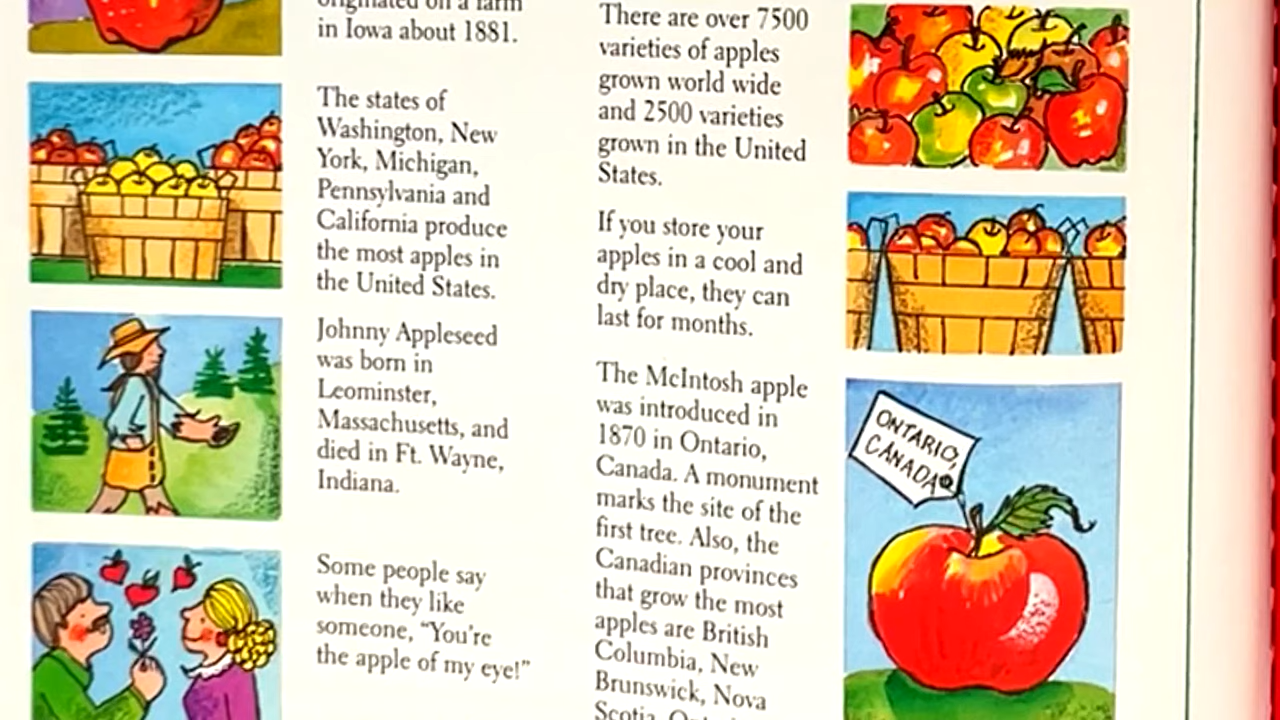 originated on a farm
in Iowa about 1881.
The states of
Washington, New
York, Michigan,
Pennsylvania and
California produce
the most apples in
the United States.
Johnny Appleseed
was born in
Leominster,
Massachusetts, and
died in Ft. Wayne,
Indiana.
Some people say
when they like
someone, “You’re
the apple of my eye!”
There are over 7500
varieties of apples
grown world wide
and 2500 varieties
grown in the United
States.
If you store your
apples in a cool and
dry place, they can
last for months.
The McIntosh apple
was introduced in
1870 in Ontario,
Canada. A monument
marks the site of the
first tree. Also, the
Canadian provinces
that grow the most
apples are British
Columbia, New
Brunswick, Nova
Scotia,
ONTARIO,
CANADA